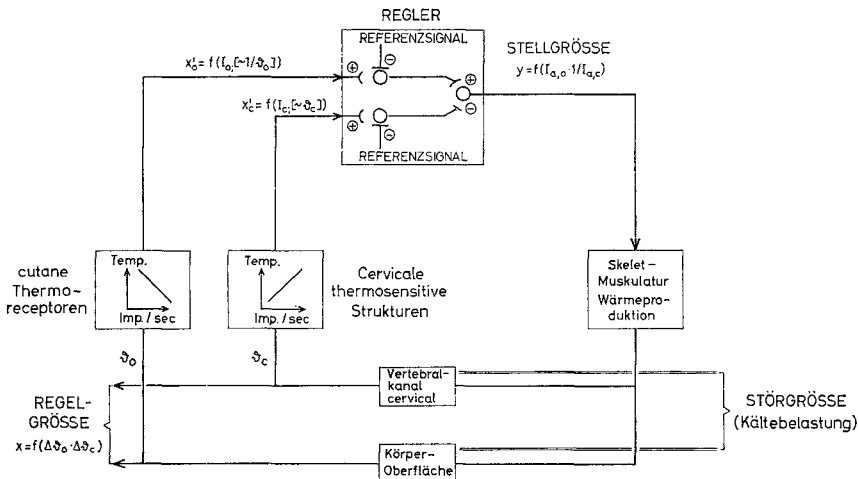 REGLER
REFERENZSIGNAL
x'o = f(Io,[~1/ϑo])
⊕ ⊖
STELLGRÖSSE
y=f(Ia,o · 1/Ia,c)
⊕
x'c = f(Ic,[~ϑc])
⊖
⊕ ⊖
REFERENZSIGNAL
cutane
Thermo-
receptoren
Temp.
Imp./sec
Temp.
Imp./sec
Cervicale
thermosensitive
Strukturen
Skelet-
Muskulatur
Wärmepro-
duktion
ϑo
ϑc
REGEL-
GRÖSSE
x=f(Δϑo·Δϑc)
Vertebral-
kanal
cervical
Körper-
Oberfläche
STÖRGRÖSSE
(Kältebelastung)